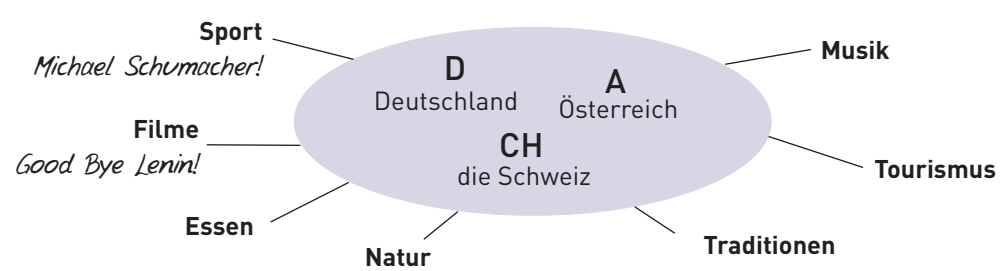 Sport
Michael Schumacher!
Filme
Good Bye Lenin!
Essen
Natur
D
Deutschland
A
Österreich
CH
die Schweiz
Musik
Tourismus
Traditionen